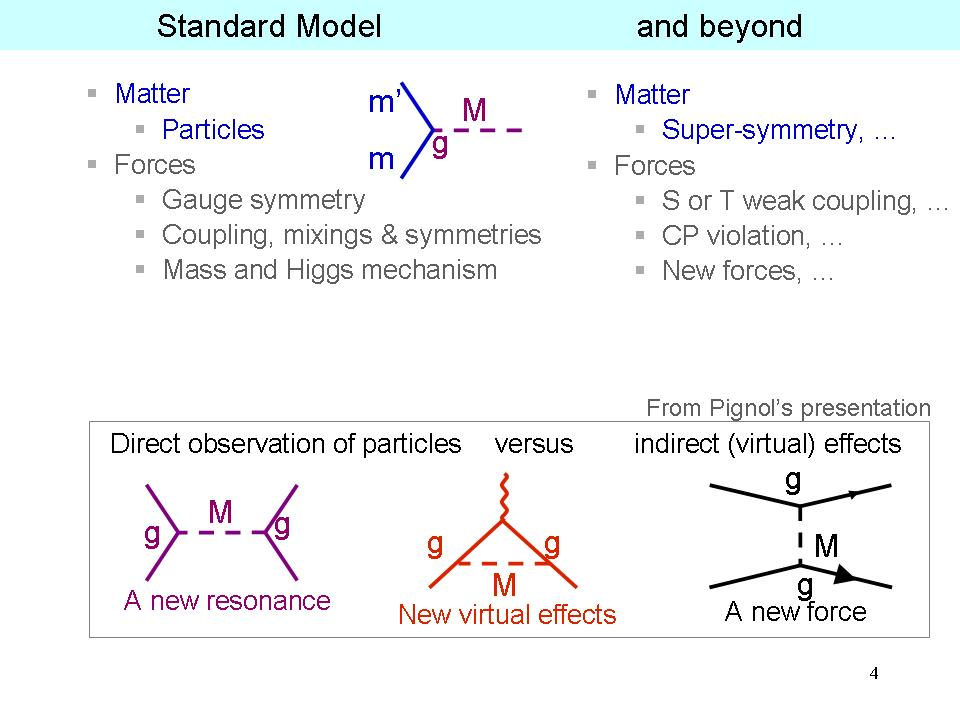 Standard Model and beyond
▪ Matter
▪ Particles
▪ Forces
▪ Gauge symmetry
▪ Coupling, mixings & symmetries
▪ Mass and Higgs mechanism
m’
M
g
m
▪ Matter
▪ Super-symmetry, …
▪ Forces
▪ S or T weak coupling, …
▪ CP violation, …
▪ New forces, …
From Pignol’s presentation
Direct observation of particles versus indirect (virtual) effects
g M g
A new resonance
g g
M
New virtual effects
g
M
g
A new force
4